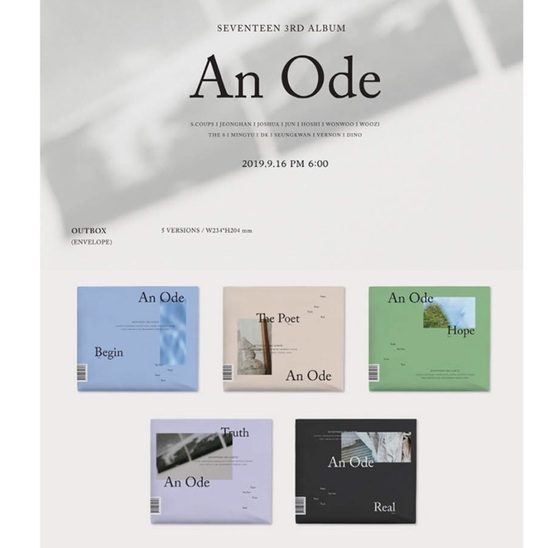 SEVENTEEN 3RD ALBUM
An Ode
S.COUPS I JEONGHAN I JOSHUA I JUN I HOSHI I WONWOO I WOOZI
THE 8 I MINGYU I DK I SEUNGKWAN I VERNON I DINO
2019.9.16 PM 6:00
OUTBOX
(ENVELOPE)
5 VERSIONS / W234*H204 mm
An Ode
Begin
The Poet
An Ode
An Ode
Hope
Truth
An Ode
An Ode
Real